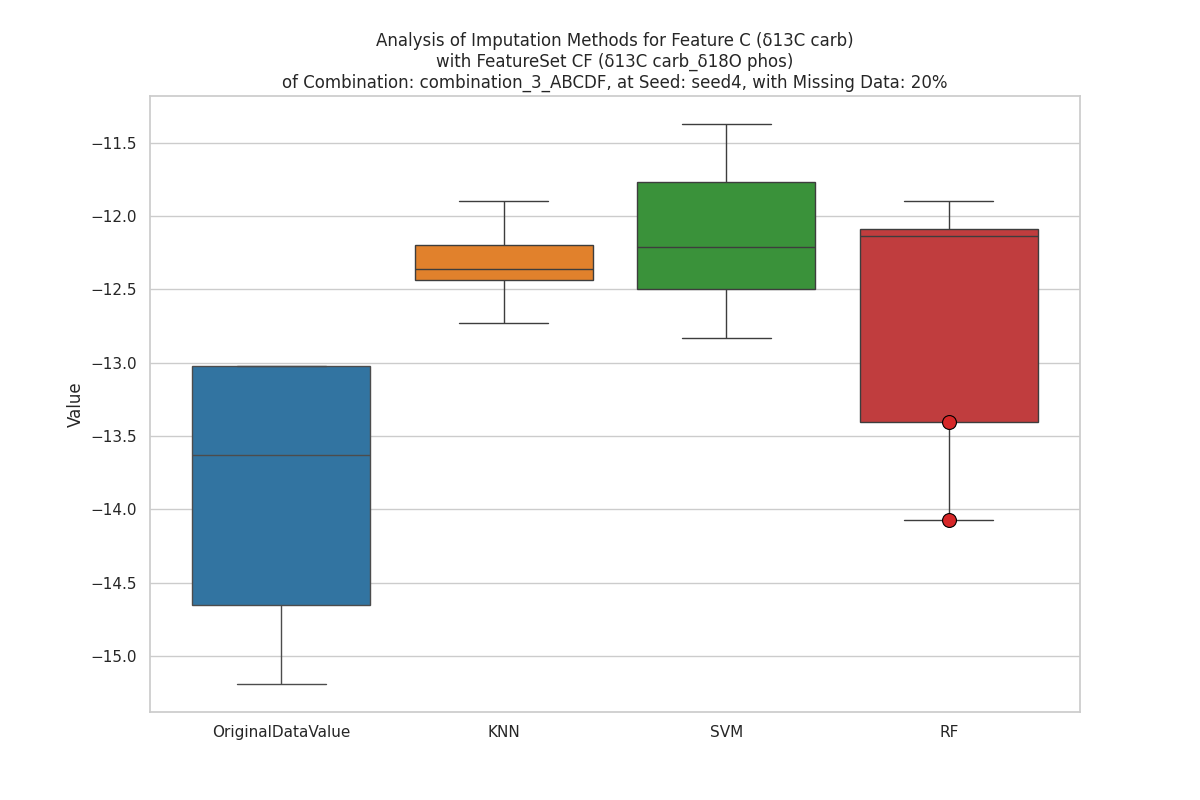 Analysis of Imputation Methods for Feature C (δ13C carb)
with FeatureSet CF (δ13C carb_δ18O phos)
of Combination: combination_3_ABCDF, at Seed: seed4, with Missing Data: 20%
−11.5
−12.0
−12.5
−13.0
−13.5
−14.0
−14.5
−15.0
Value
OriginalDataValue
KNN
SVM
RF